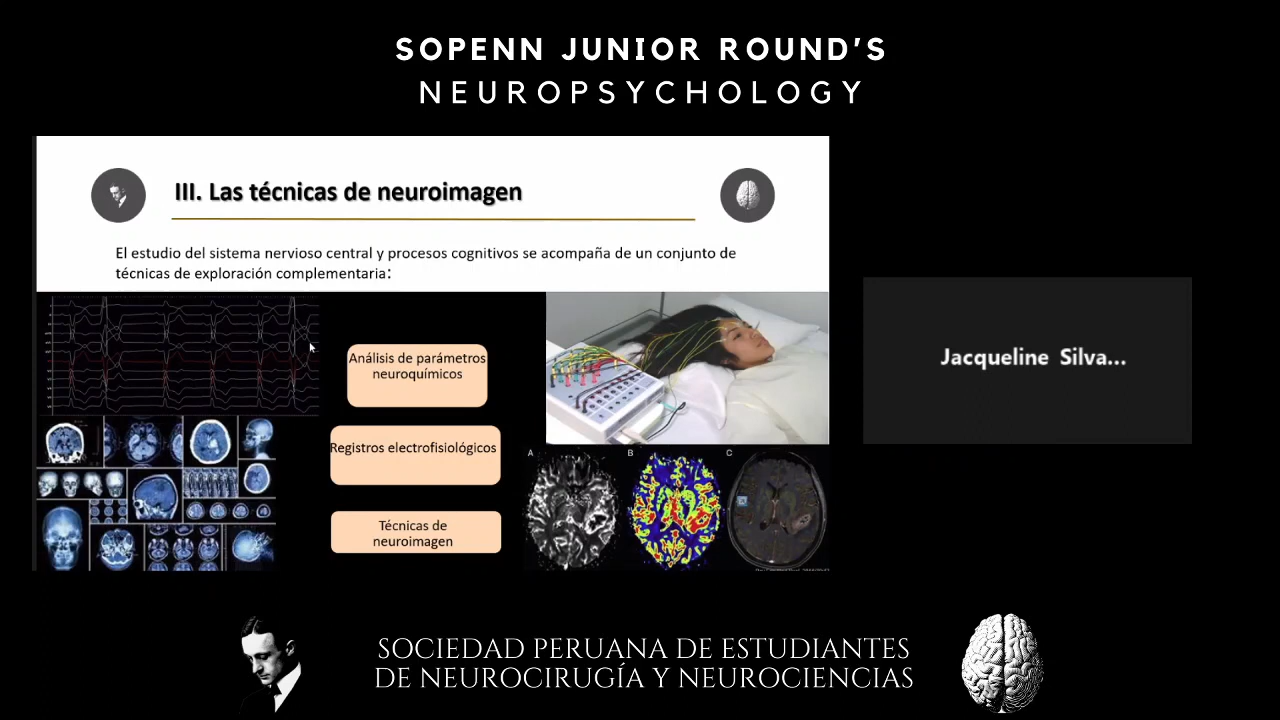 SOPENN JUNIOR ROUND'S
NEUROPSYCHOLOGY
III. Las técnicas de neuroimagen
El estudio del sistema nervioso central y procesos cognitivos se acompaña de un conjunto de
técnicas de exploración complementaria:
Análisis de parámetros
neuroquímicos
Registros electrofisiológicos
Técnicas de
neuroimagen
A
B
C
Jacqueline Silva...
SOCIEDAD PERUANA DE ESTUDIANTES
DE NEUROCIRUGÍA Y NEUROCIENCIAS